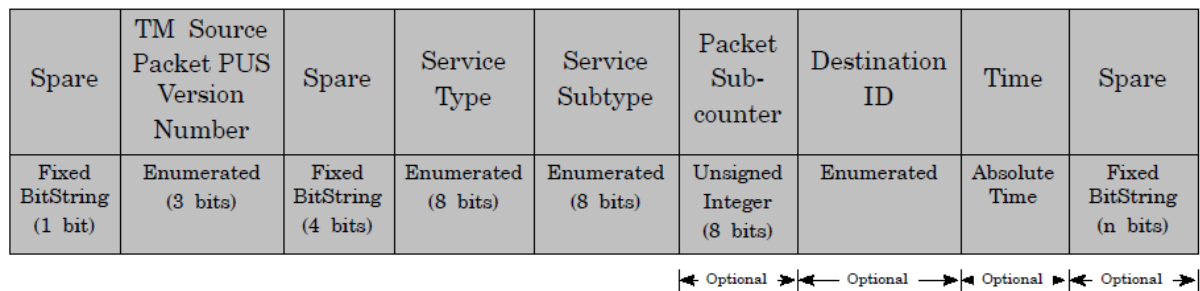 Spare
TM Source
Packet PUS
Version
Number
Spare
Service
Type
Service
Subtype
Packet
Sub-
counter
Destination
ID
Time
Spare
Fixed
BitString
(1 bit)
Enumerated
(3 bits)
Fixed
BitString
(4 bits)
Enumerated
(8 bits)
Enumerated
(8 bits)
Unsigned
Integer
(8 bits)
Enumerated
Absolute
Time
Fixed
BitString
(n bits)
Optional
Optional
Optional
Optional